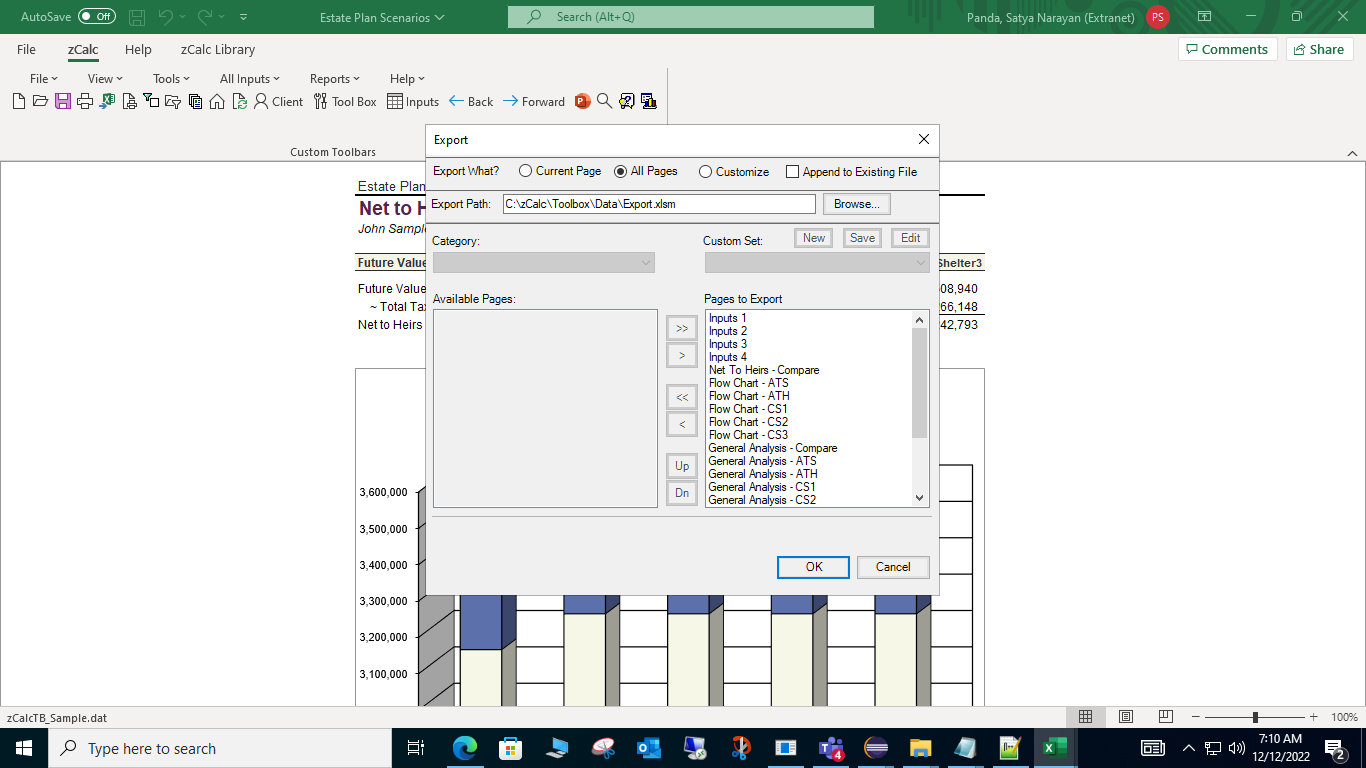 AutoSave Off Estate Plan Scenarios Search (Alt+Q) Panda, Satya Narayan (Extranet) PS
File zCalc Help zCalc Library Comments Share
File View Tools All Inputs Reports Help
Client Tool Box Inputs Back Forward
Custom Toolbars
Export
Export What? Current Page All Pages Customize Append to Existing File
Export Path: C:\zCalc\Toolbox\Data\Export.xlsm Browse...
Category: Custom Set: New Save Edit
Available Pages: Pages to Export
Inputs 1
Inputs 2
Inputs 3
Inputs 4
Net To Heirs - Compare
Flow Chart - ATS
Flow Chart - ATH
Flow Chart - CS1
Flow Chart - CS2
Flow Chart - CS3
General Analysis - Compare
General Analysis - ATS
General Analysis - ATH
General Analysis - CS1
General Analysis - CS2
>>
>
<<
<
Up
Dn
OK Cancel
Estate Plan
Net to H
John Sample
Future Value Shelter3
Future Value 08,940
~ Total Tax 66,148
Net to Heirs 42,793
3,600,000
3,500,000
3,400,000
3,300,000
3,200,000
3,100,000
zCalcTB_Sample.dat 100%
Type here to search 4 7:10 AM
12/12/2022 2